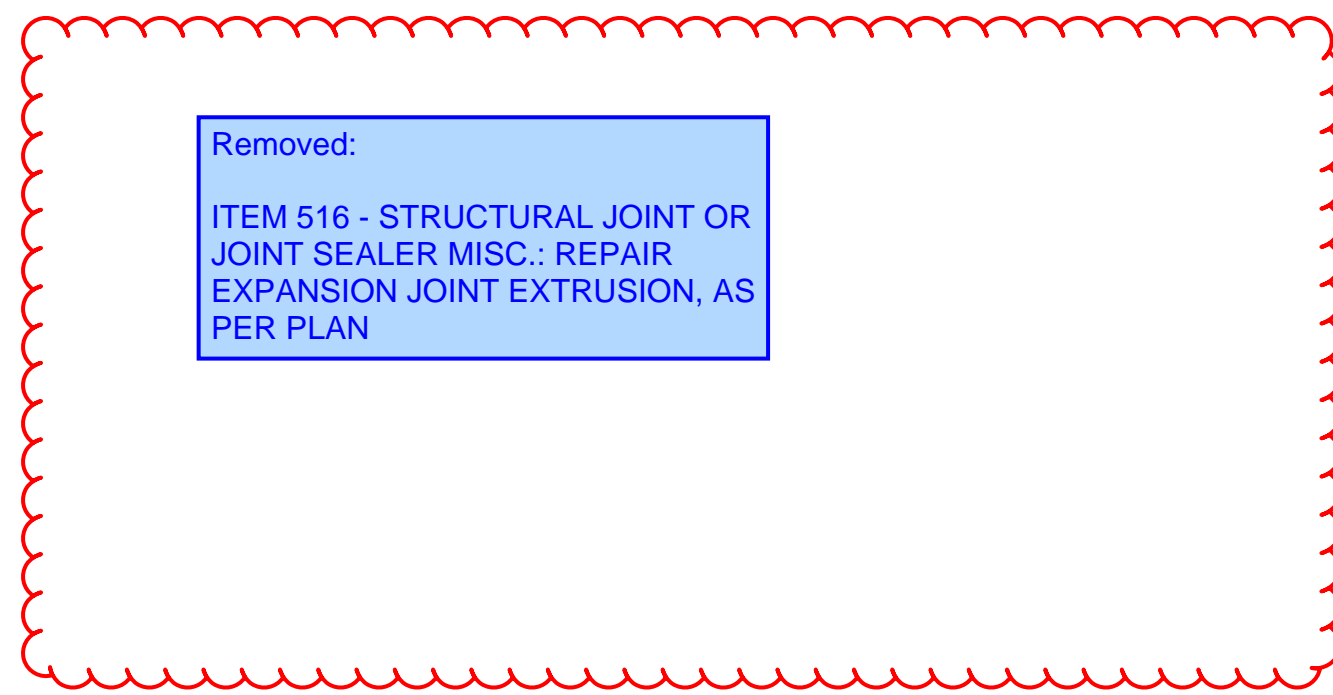 Removed:
ITEM 516 - STRUCTURAL JOINT OR
JOINT SEALER MISC.: REPAIR
EXPANSION JOINT EXTRUSION, AS
PER PLAN